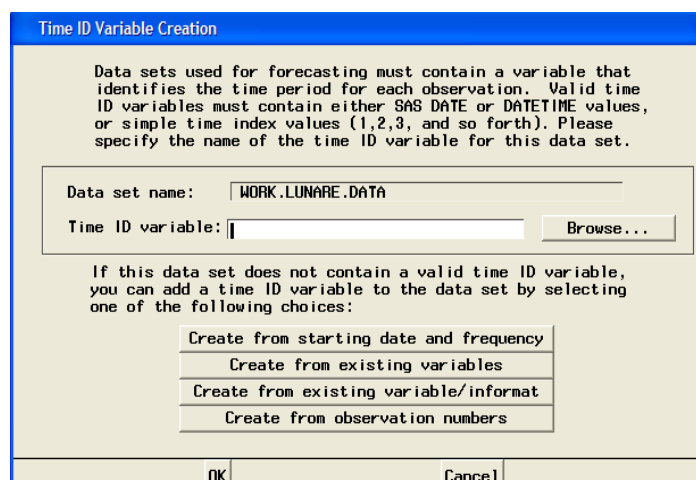 Time ID Variable Creation
Data sets used for forecasting must contain a variable that
identifies the time period for each observation. Valid time
ID variables must contain either SAS DATE or DATETIME values,
or simple time index values (1,2,3, and so forth). Please
specify the name of the time ID variable for this data set.
Data set name: WORK.LUNARE.DATA
Time ID variable: Browse...
If this data set does not contain a valid time ID variable,
you can add a time ID variable to the data set by selecting
one of the following choices:
Create from starting date and frequency
Create from existing variables
Create from existing variable/informat
Create from observation numbers
OK Cancel